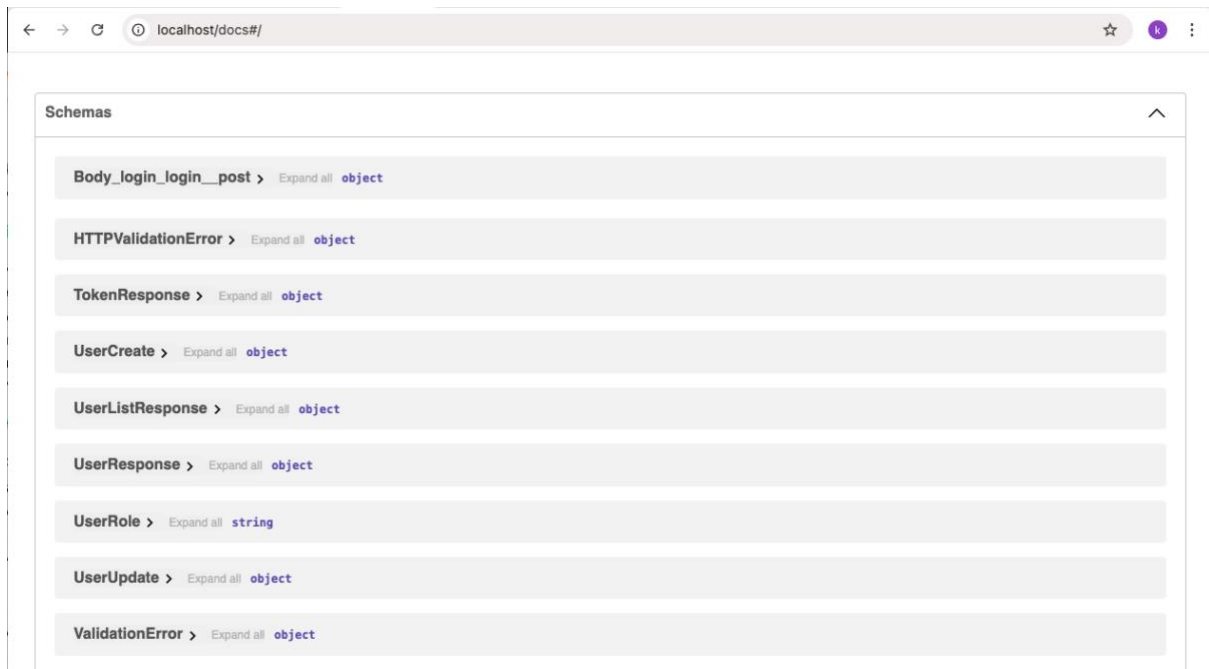 localhost/docs#/
k
Schemas
Body_login_login__post Expand all object
HTTPValidationError Expand all object
TokenResponse Expand all object
UserCreate Expand all object
UserListResponse Expand all object
UserResponse Expand all object
UserRole Expand all string
UserUpdate Expand all object
ValidationError Expand all object